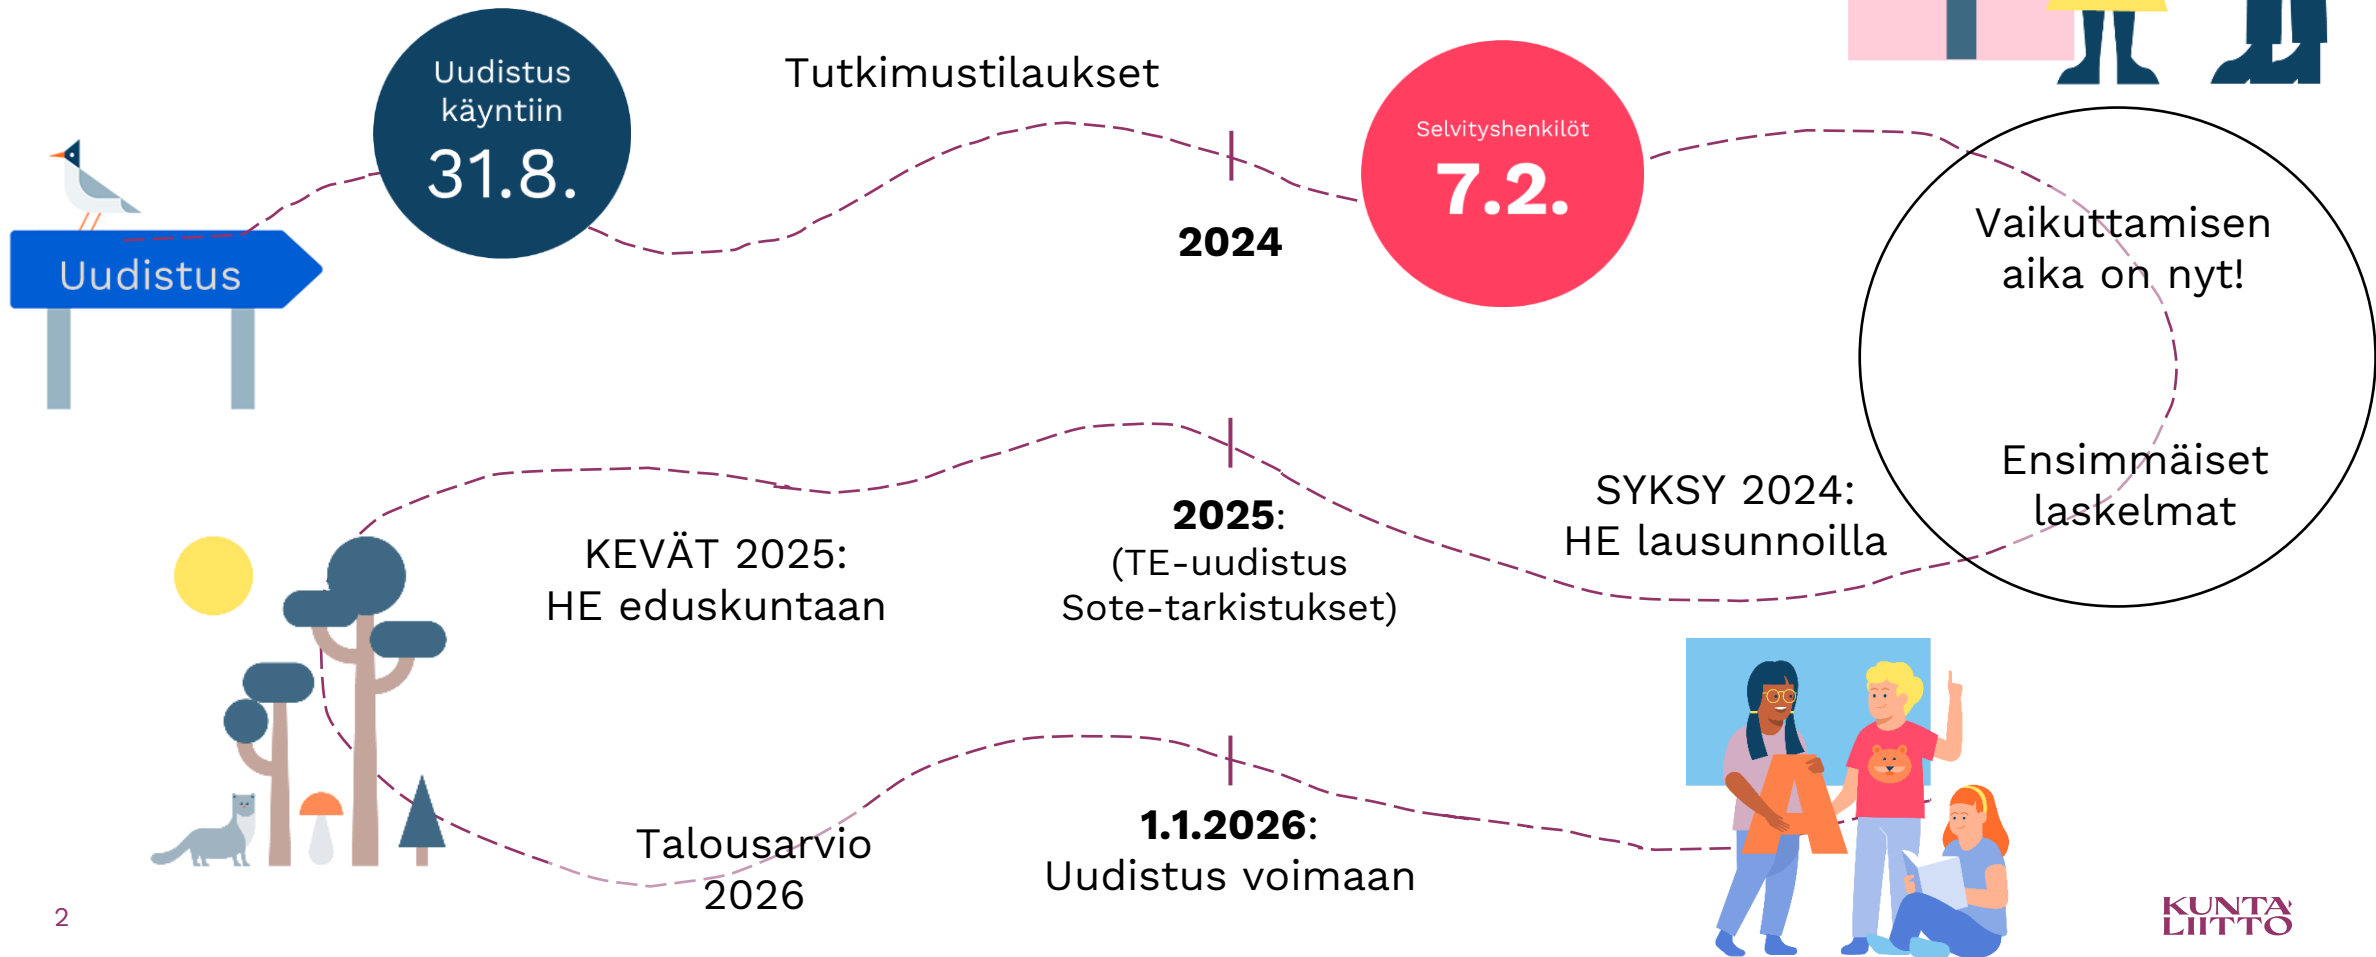 Uudistus
Uudistus
käyntiin
31.8.
Tutkimustilaukset
2024
Selvityshenkilöt
7.2.
Vaikuttamisen
aika on nyt!
Ensimmäiset
laskelmat
SYKSY 2024:
HE lausunnoilla
2025:
(TE-uudistus
Sote-tarkistukset)
KEVÄT 2025:
HE eduskuntaan
Talousarvio
2026
1.1.2026:
Uudistus voimaan
A
2
KUNTA
LIITTO